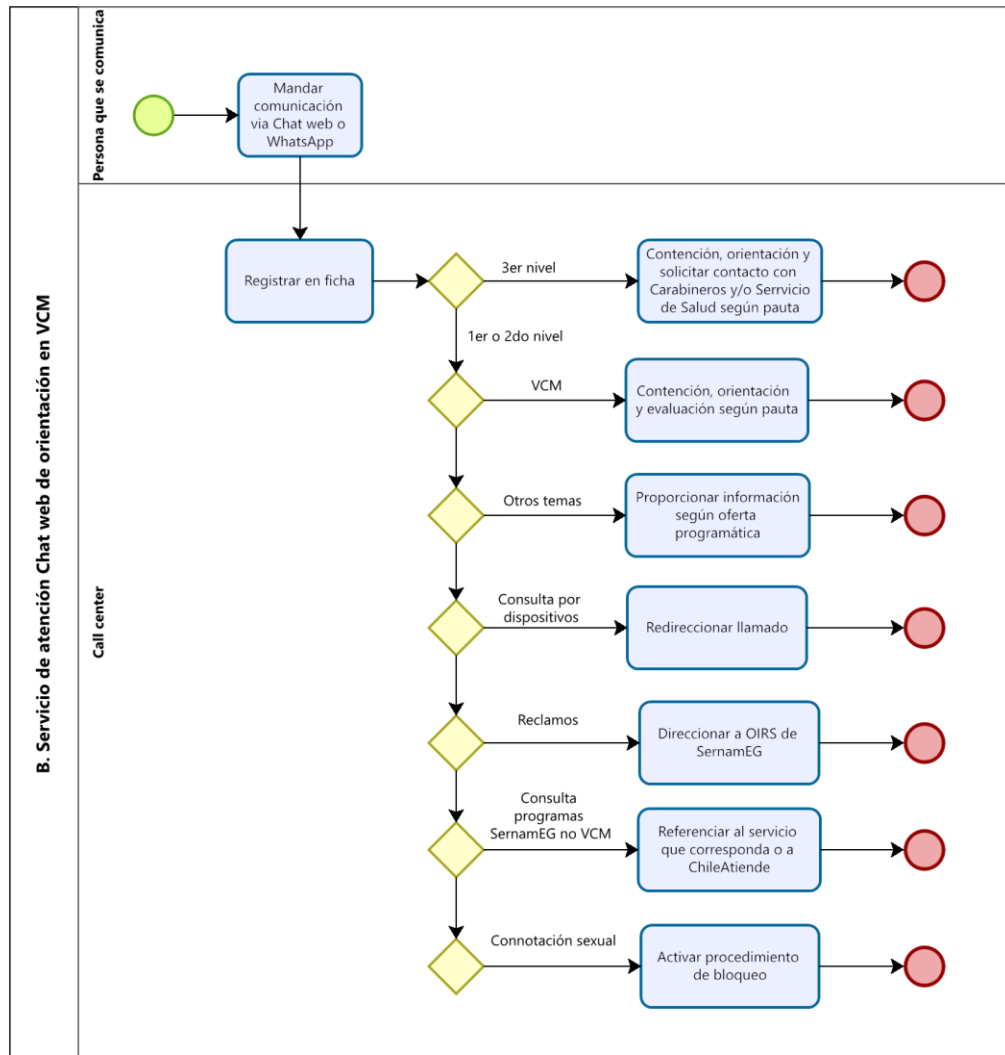 B. Servicio de atención Chat web de orientación en VCM
Persona que se comunica
Mandar
comunicación
via Chat web o
WhatsApp
Call center
Registrar en ficha
3er nivel
Contención, orientación y
solicitar contacto con
Carabineros y/o Serrvicio
de Salud según pauta
1er o 2do nivel
VCM
Contención, orientación
y evaluación según pauta
Otros temas
Proporcionar información
según oferta
programática
Consulta por
dispositivos
Redireccionar llamado
Reclamos
Direccionar a OIRS de
SernamEG
Consulta
programas
SernamEG no VCM
Referenciar al servicio
que corresponda o a
ChileAtiende
Connotación sexual
Activar procedimiento
de bloqueo